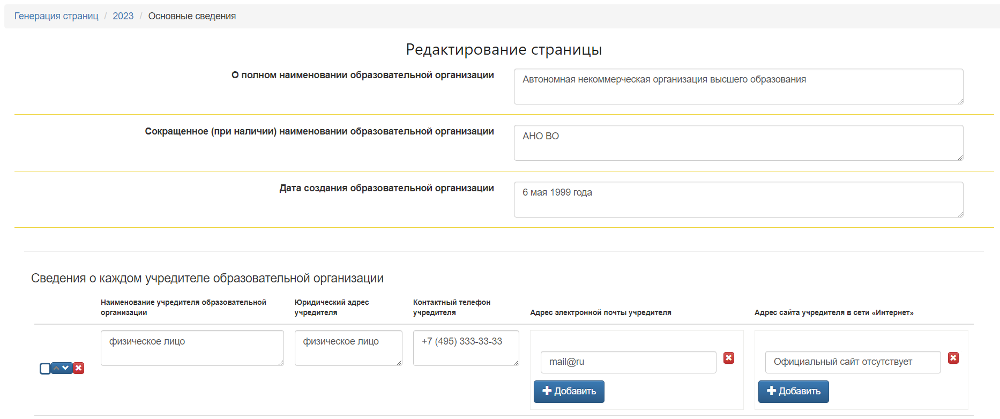 Генерация страниц / 2023 / Основные сведения
Редактирование страницы
О полном наименовании образовательной организации
Автономная некоммерческая организация высшего образования
Сокращенное (при наличии) наименовании образовательной организации
АНО ВО
Дата создания образовательной организации
6 мая 1999 года
Сведения о каждом учредителе образовательной организации
Наименование учредителя образовательной
организации
Юридический адрес
учредителя
Контактный телефон
учредителя
Адрес электронной почты учредителя
Адрес сайта учредителя в сети «Интернет»
физическое лицо
физическое лицо
+7 (495) 333-33-33
mail@ru
Добавить
Официальный сайт отсутствует
Добавить